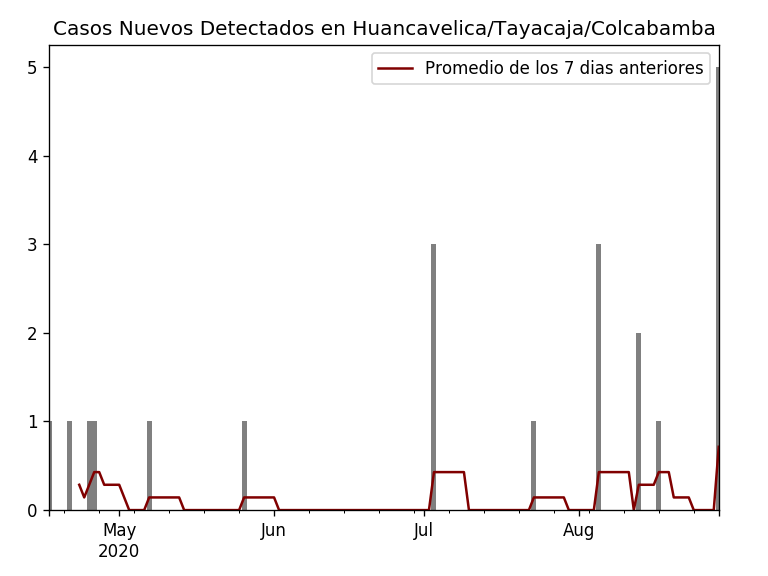 Casos Nuevos Detectados en Huancavelica/Tayacaja/Colcabamba
Promedio de los 7 dias anteriores
5
4
3
2
1
0
May
2020
Jun
Jul
Aug